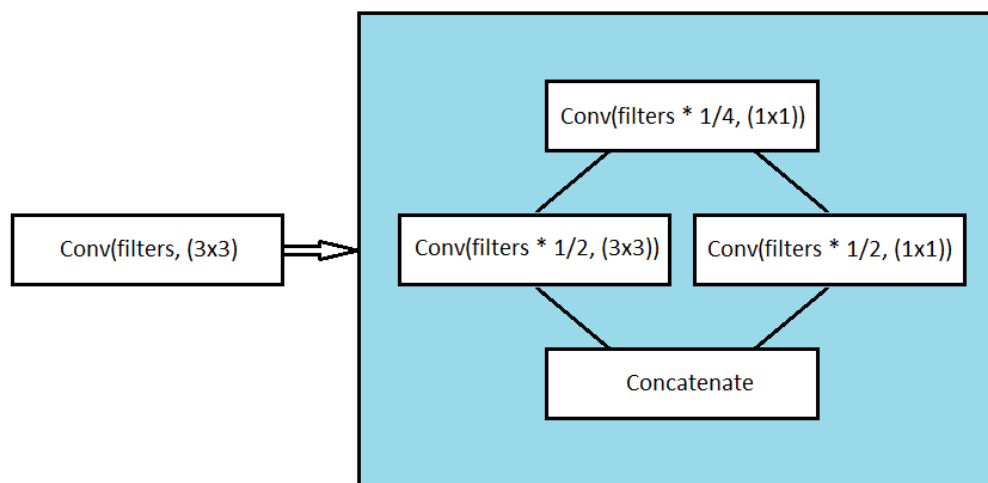 Conv(filters * 1/4, (1x1))
Conv(filters, (3x3)
Conv(filters * 1/2, (3x3))
Conv(filters * 1/2, (1x1))
Concatenate